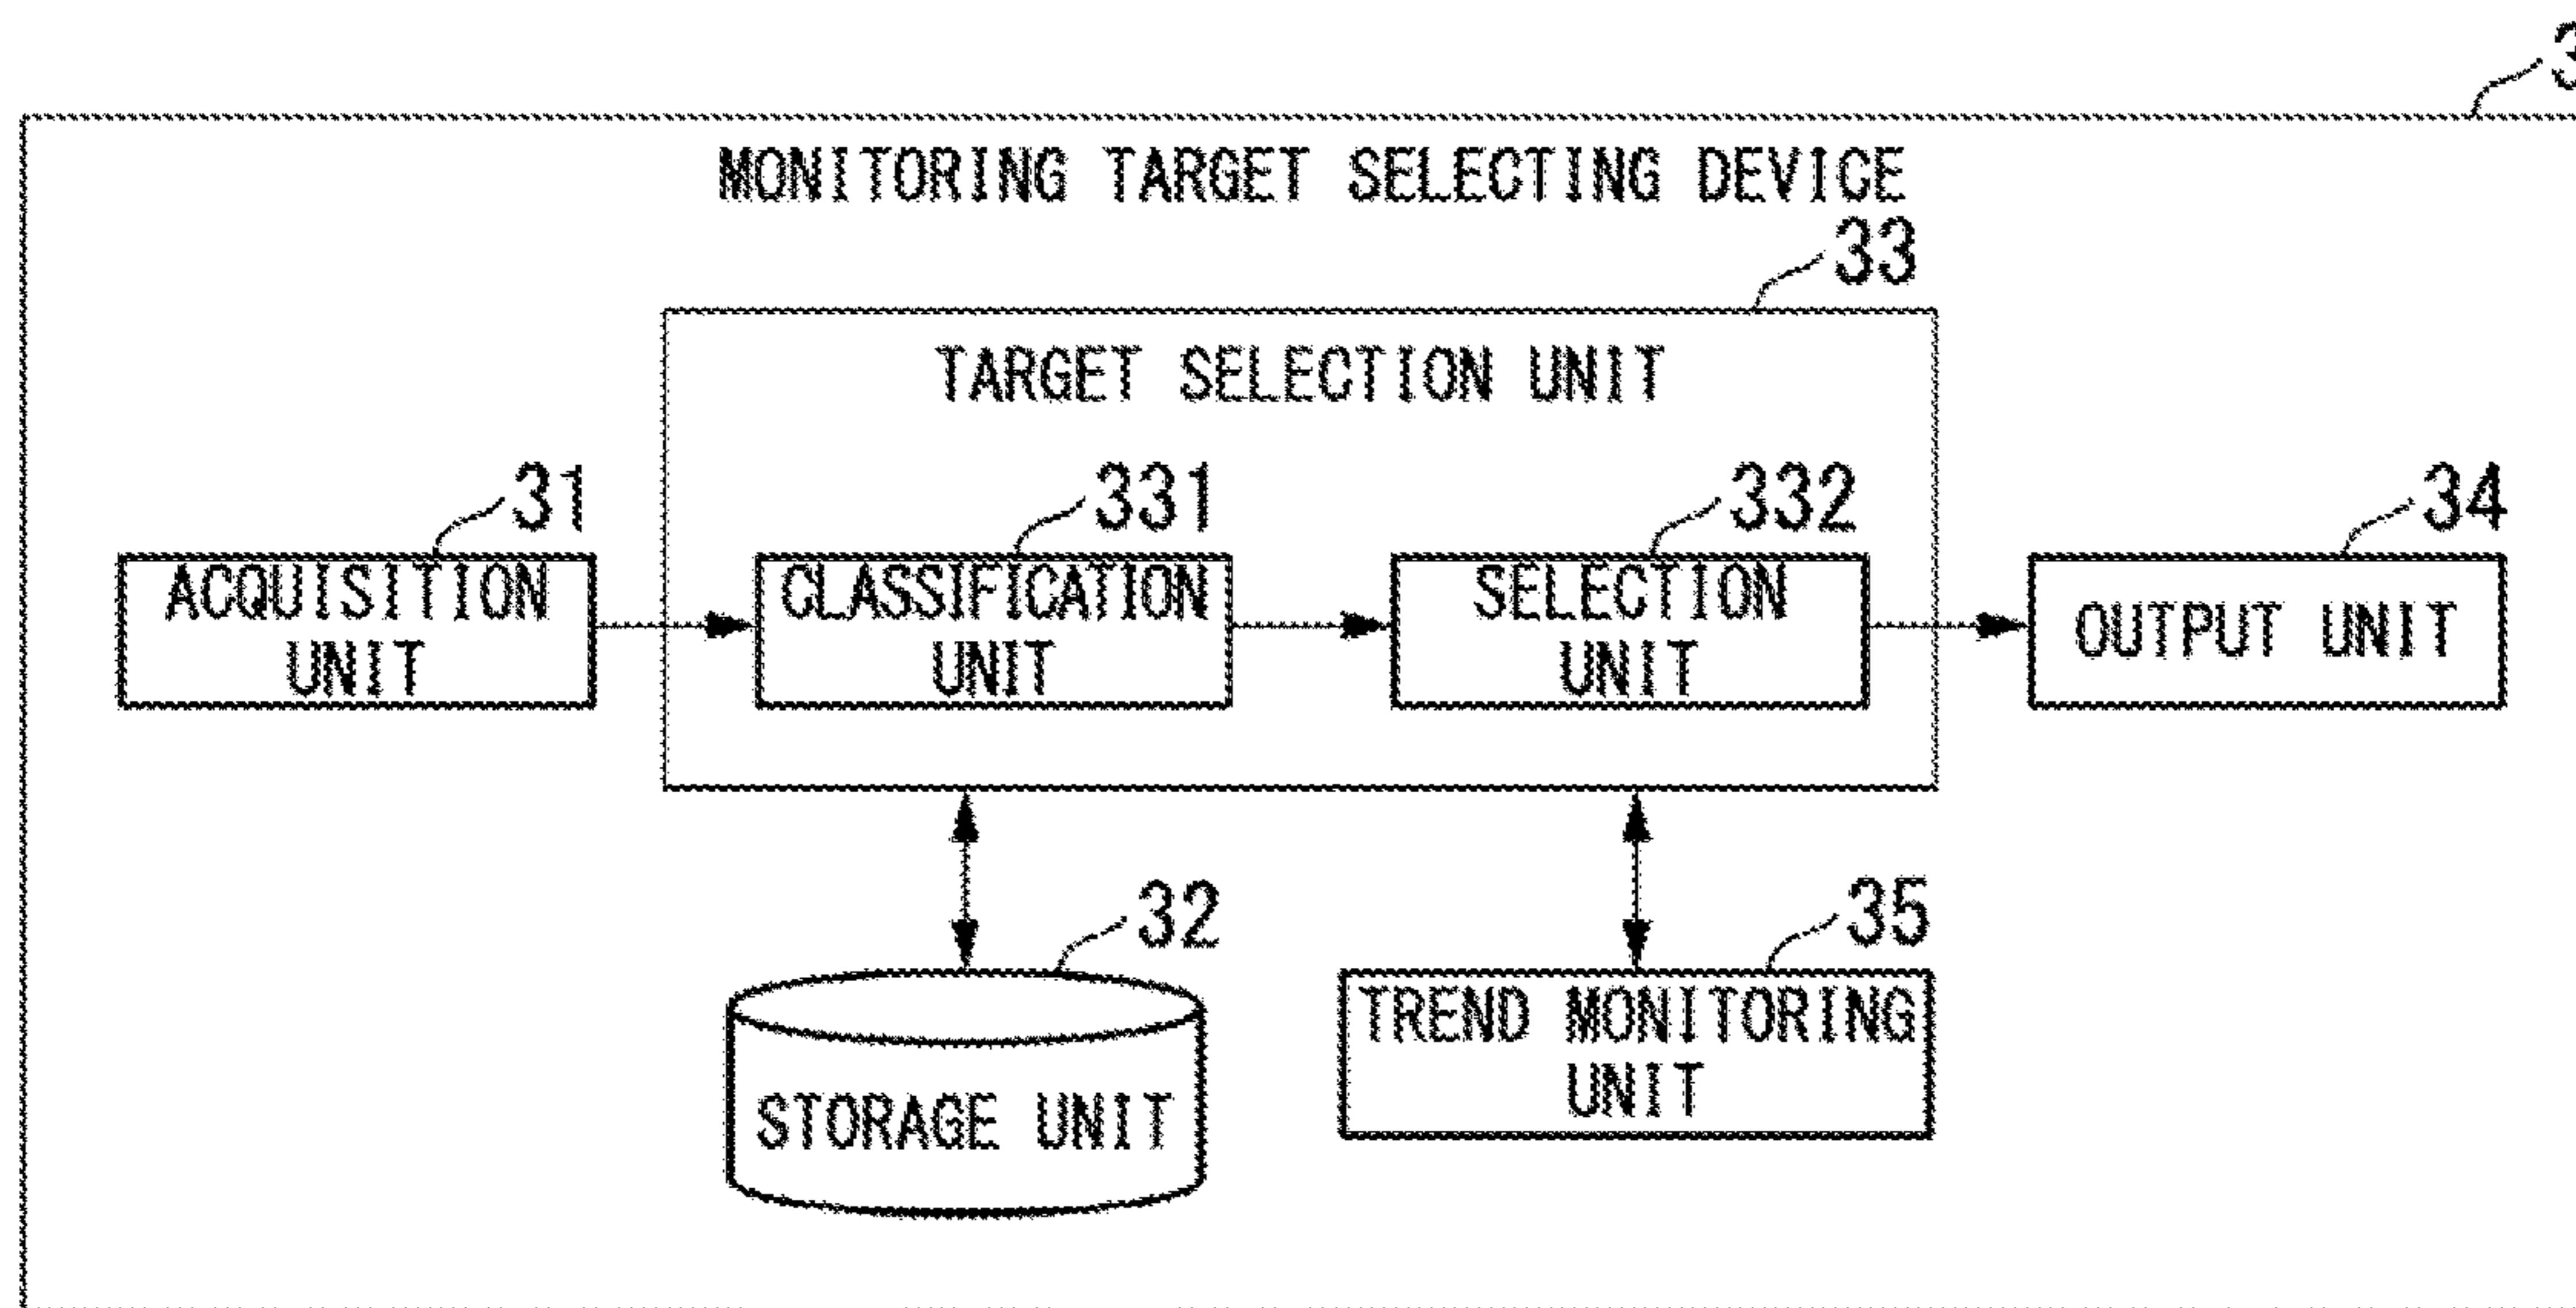 3
MONITORING TARGET SELECTING DEVICE
33
TARGET SELECTION UNIT
31
331
332
34
ACQUISITION
UNIT
CLASSIFICATION
UNIT
SELECTION
UNIT
OUTPUT UNIT
32
35
STORAGE UNIT
TREND MONITORING
UNIT